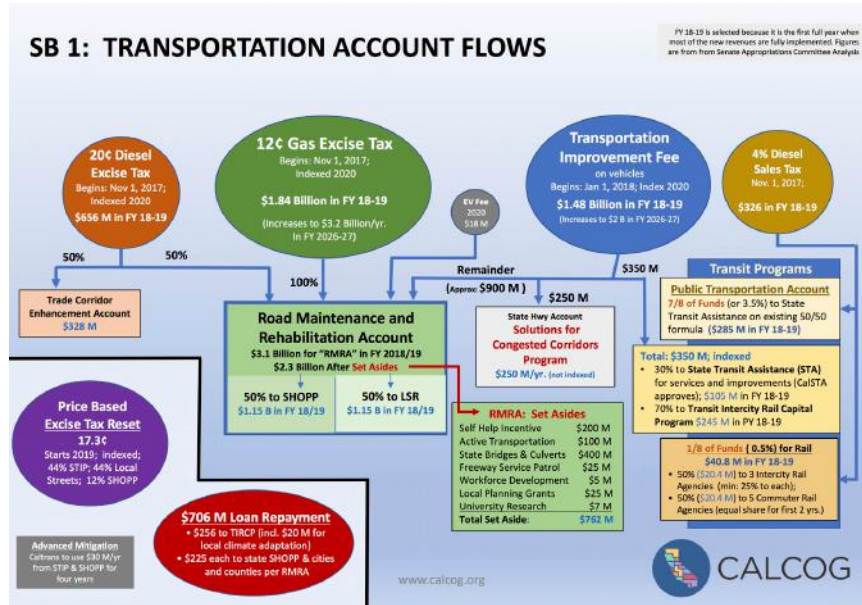 SB 1: TRANSPORTATION ACCOUNT FLOWS
FY 18-19 is selected because it is the first full year when
most of the new revenues are fully implemented. Figures
are from from Senate Appropriations Committee Analysis
20¢ Diesel
Excise Tax
Begins: Nov 1, 2017;
Indexed 2020
$656 M in FY 18-19
12¢ Gas Excise Tax
Begins: Nov 1, 2017;
Indexed 2020
$1.84 Billion in FY 18-19
(Increases to $3.2 Billion/yr.
In FY 2026-27)
EV Fee
2020
$18 M
Transportation
Improvement Fee
on vehicles
Begins: Jan 1, 2018; Index 2020
$1.48 Billion in FY 18-19
(Increases to $2 B in FY 2026-27)
4% Diesel
Sales Tax
Nov. 1, 2017;
$326 in FY 18-19
50%
50%
100%
Remainder
(Approx: $900 M )
$250 M
$350 M
Trade Corridor
Enhancement Account
$328 M
Road Maintenance and
Rehabilitation Account
$3.1 Billion for "RMRA" in FY 2018/19
$2.3 Billion After Set Asides
50% to SHOPP
$1.15 B in FY 18/19
50% to LSR
$1.15 B in FY 18/19
State Hwy Account
Solutions for
Congested Corridors
Program
$250 M/yr. (not indexed)
Transit Programs
Public Transportation Account
7/8 of Funds (or 3.5%) to State
Transit Assistance on existing 50/50
formula ($285 M in FY 18-19)
Total: $350 M; indexed
• 30% to State Transit Assistance (STA)
for services and improvements (CalSTA
approves); $105 M in FY 18-19
• 70% to Transit Intercity Rail Capital
Program $245 M in PY 18-19
1/8 of Funds ( 0.5%) for Rail
$40.8 M in FY 18-19
• 50% ($20.4 M) to 3 Intercity Rail
Agencies (min: 25% to each);
• 50% ($20.4 M) to 5 Commuter Rail
Agencies (equal share for first 2 yrs.)
RMRA: Set Asides
Self Help Incentive $200 M
Active Transportation $100 M
State Bridges & Culverts $400 M
Freeway Service Patrol $25 M
Workforce Development $5 M
Local Planning Grants $25 M
University Research $7 M
Total Set Aside: $762 M
Price Based
Excise Tax Reset
17.3¢
Starts 2019; indexed;
44% STIP; 44% Local
Streets; 12% SHOPP
$706 M Loan Repayment
• $256 to TIRCP (incl. $20 M for
local climate adaptation)
• $225 each to state SHOPP & cities
and counties per RMRA
Advanced Mitigation
Caltrans to use $30 M/yr
from STIP & SHOPP for
four years
www.calcog.org
CALCOG